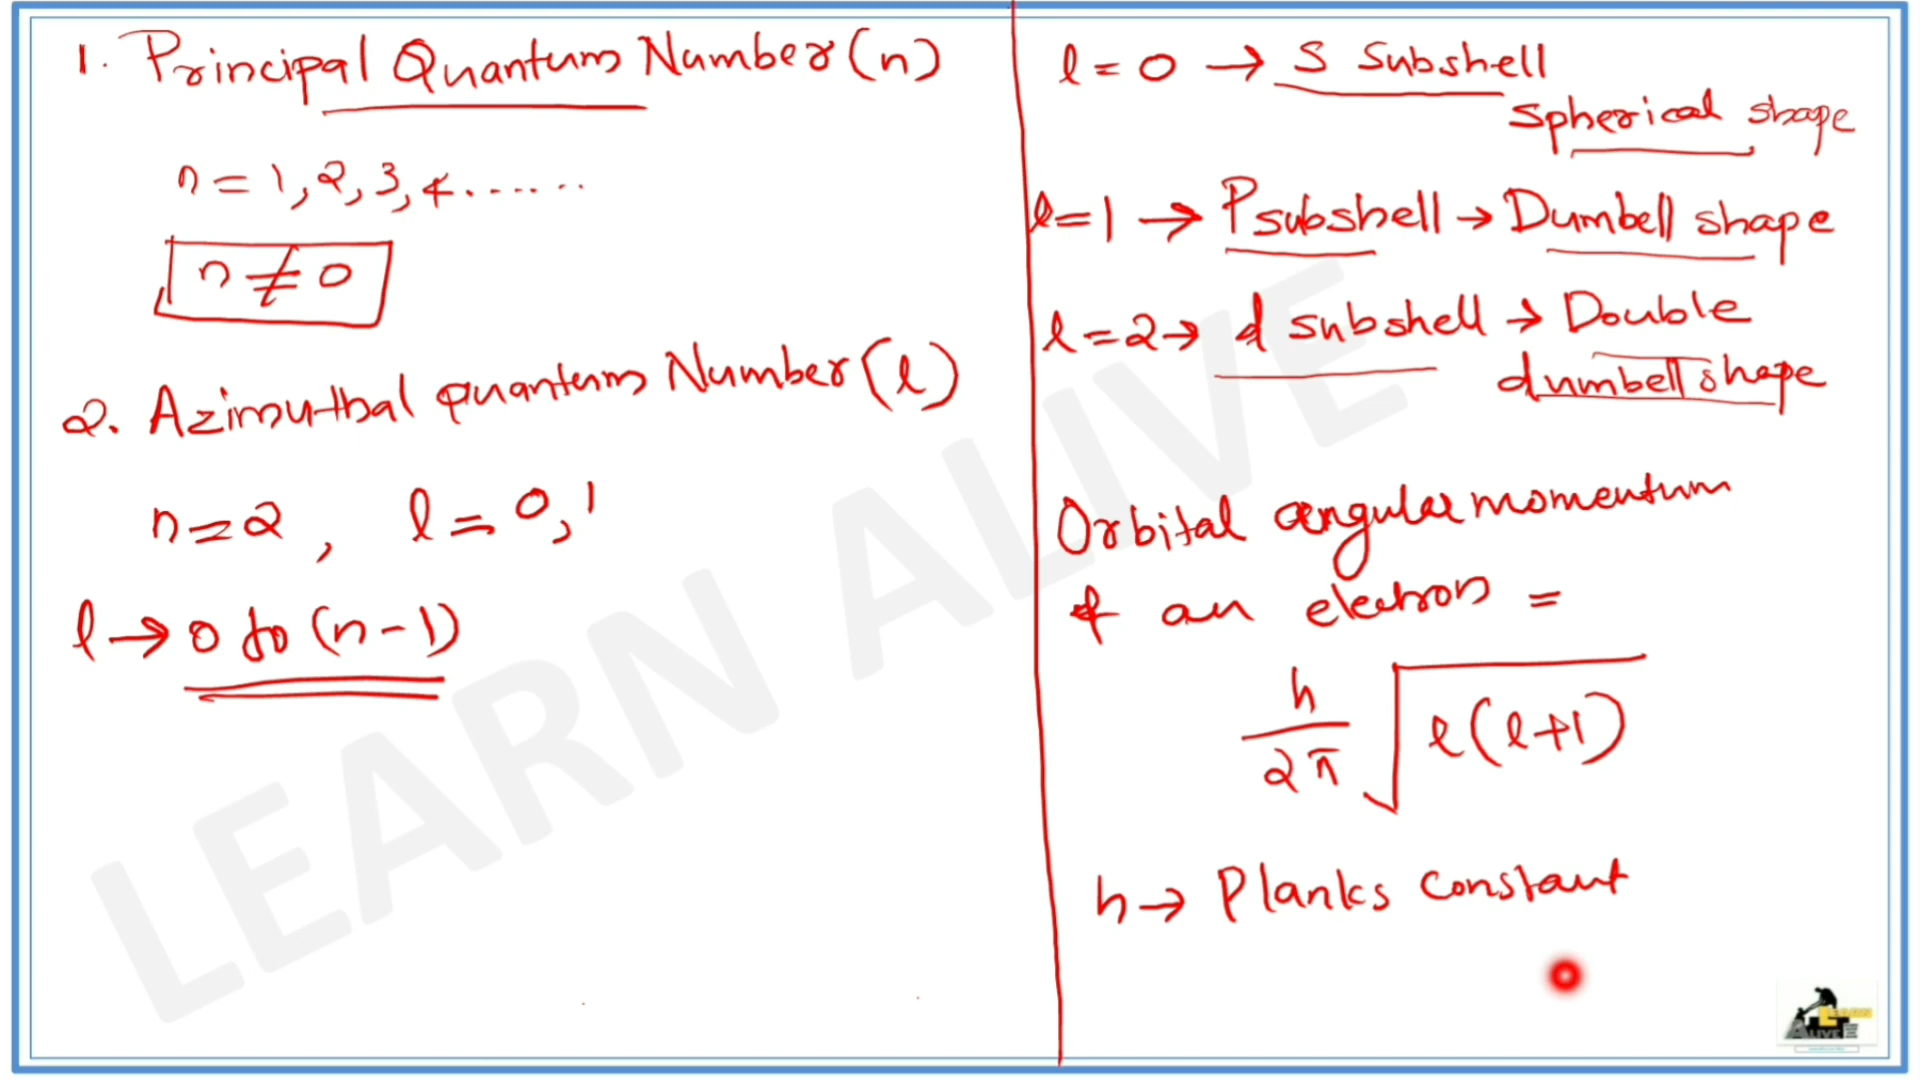 1. Principal Quantum Number (n)
n = 1, 2, 3, 4.......
n ≠ 0
2. Azimuthal quantum Number (l)
n = 2, l = 0, 1
l → 0 to (n - 1)
l = 0 → S Subshell
Spherical shape
l = 1 → P subshell → Dumbell shape
l = 2 → d subshell → Double
dumbell shape
Orbital angular momentum
of an electron =
h/2π √l(l+1)
h → Planks constant
LEARN ALIVE
LEARN
ALIVE